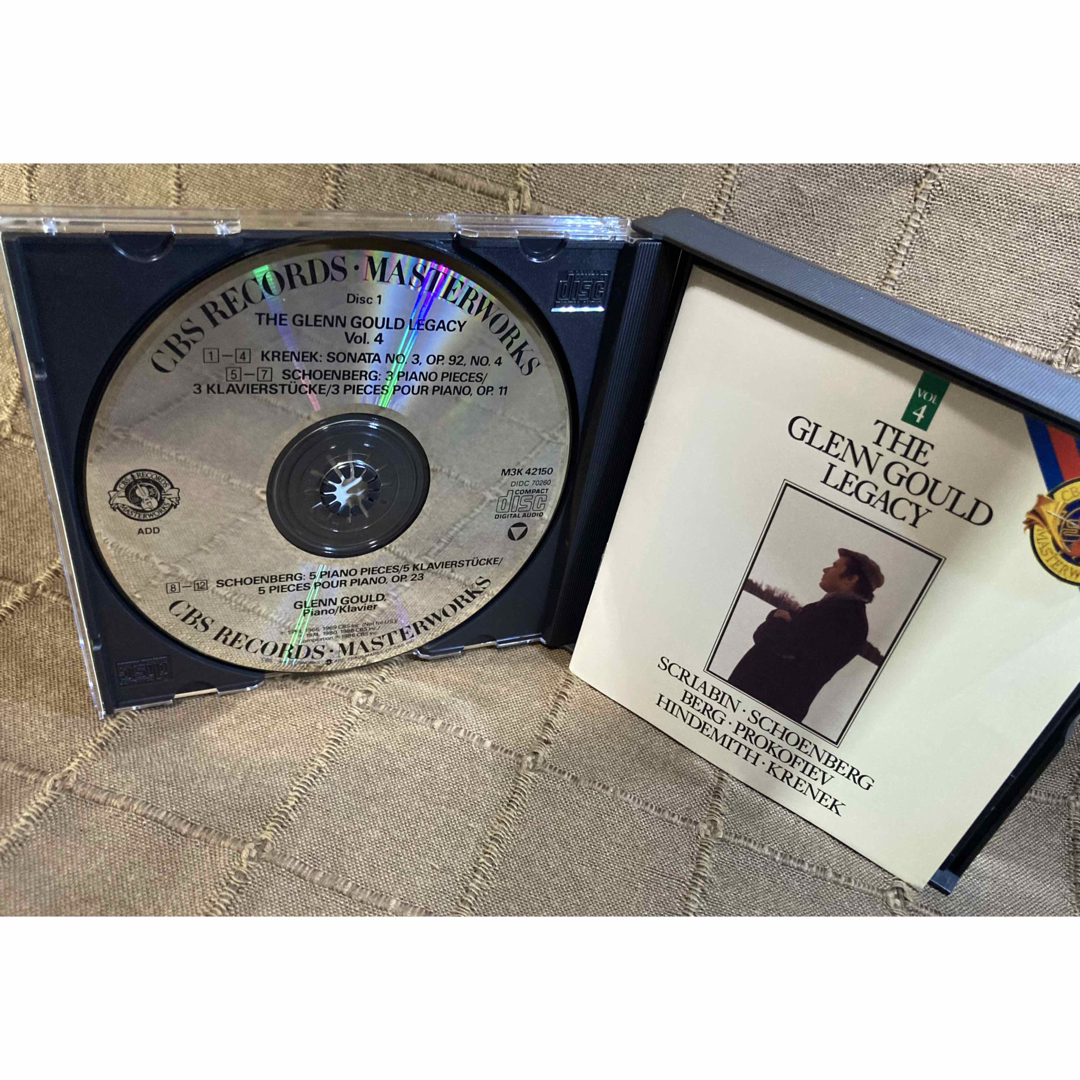 CBS RECORDS · MASTERWORKS
Disc 1
THE GLENN GOULD LEGACY
Vol. 4
1 – 4 KRENEK: SONATA NO. 3, OP. 92, NO. 4
5 – 7 SCHOENBERG: 3 PIANO PIECES/
3 KLAVIERSTÜCKE/3 PIECES POUR PIANO, OP. 11
CBS RECORDS
MASTERWORKS
ADD
M3K 42150
DIDC 70260
COMPACT
disc
DIGITAL AUDIO
8 – 12 SCHOENBERG: 5 PIANO PIECES/5 KLAVIERSTÜCKE/
5 PIECES POUR PIANO, OP. 23
GLENN GOULD,
Piano/Klavier
CBS RECORDS · MASTERWORKS
disc
VOL
4
THE
GLENN GOULD
LEGACY
SCRIABIN · SCHOENBERG
BERG · PROKOFIEV
HINDEMITH · KRENEK